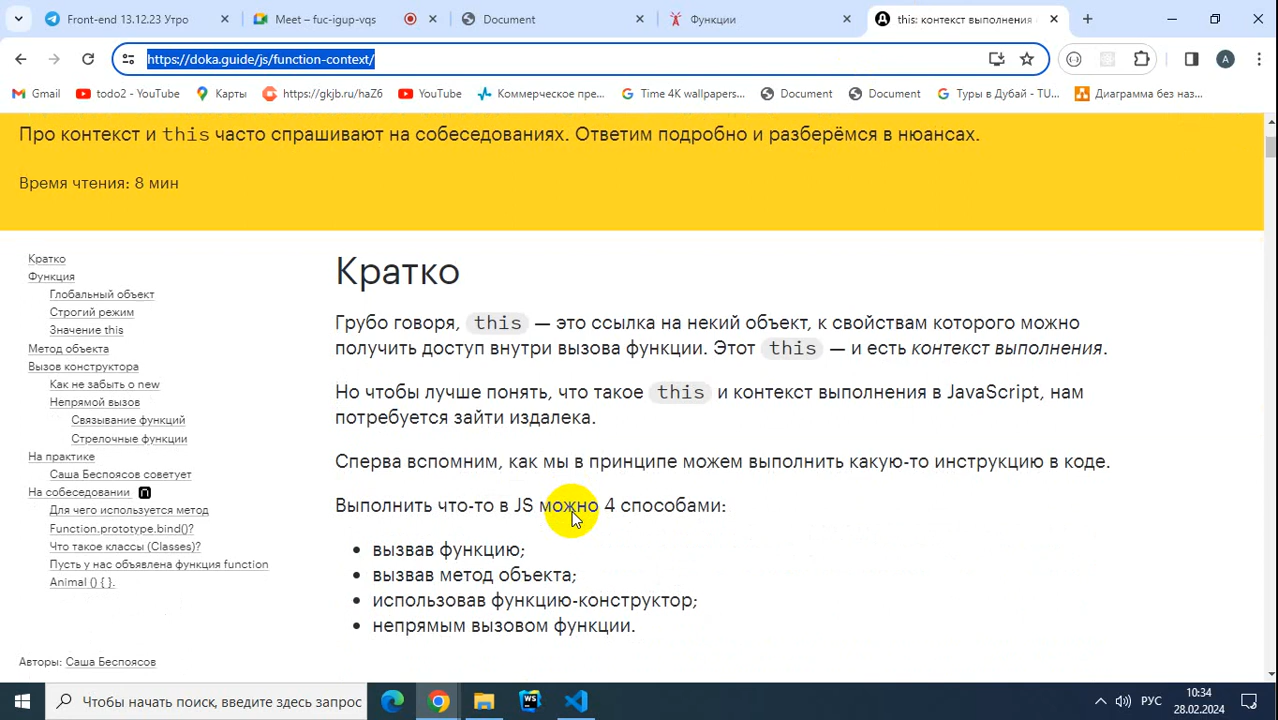 Front-end 13.12.23 Утро
Meet – fuc-igup-vqs
Document
Функции
this: контекст выполнения
https://doka.guide/js/function-context/
A
Gmail
todo2 - YouTube
Карты
https://gkjb.ru/haZ6
YouTube
Коммерческое пре...
Time 4K wallpapers...
Document
Document
Туры в Дубай - TU...
Диаграмма без наз...
Про контекст и this часто спрашивают на собеседованиях. Ответим подробно и разберёмся в нюансах.
Время чтения: 8 мин
Кратко
Функция
Глобальный объект
Строгий режим
Значение this
Метод объекта
Вызов конструктора
Как не забыть о new
Непрямой вызов
Связывание функций
Стрелочные функции
На практике
Саша Беспоясов советует
На собеседовании
Для чего используется метод
Function.prototype.bind()?
Что такое классы (Classes)?
Пусть у нас объявлена функция function
Animal () { }.
Авторы: Саша Беспоясов
Кратко
Грубо говоря, this — это ссылка на некий объект, к свойствам которого можно
получить доступ внутри вызова функции. Этот this — и есть контекст выполнения.
Но чтобы лучше понять, что такое this и контекст выполнения в JavaScript, нам
потребуется зайти издалека.
Сперва вспомним, как мы в принципе можем выполнить какую-то инструкцию в коде.
Выполнить что-то в JS можно 4 способами:
вызвав функцию;
вызвав метод объекта;
использовав функцию-конструктор;
непрямым вызовом функции.
Чтобы начать поиск, введите здесь запрос
WS
РУС
10:34
28.02.2024